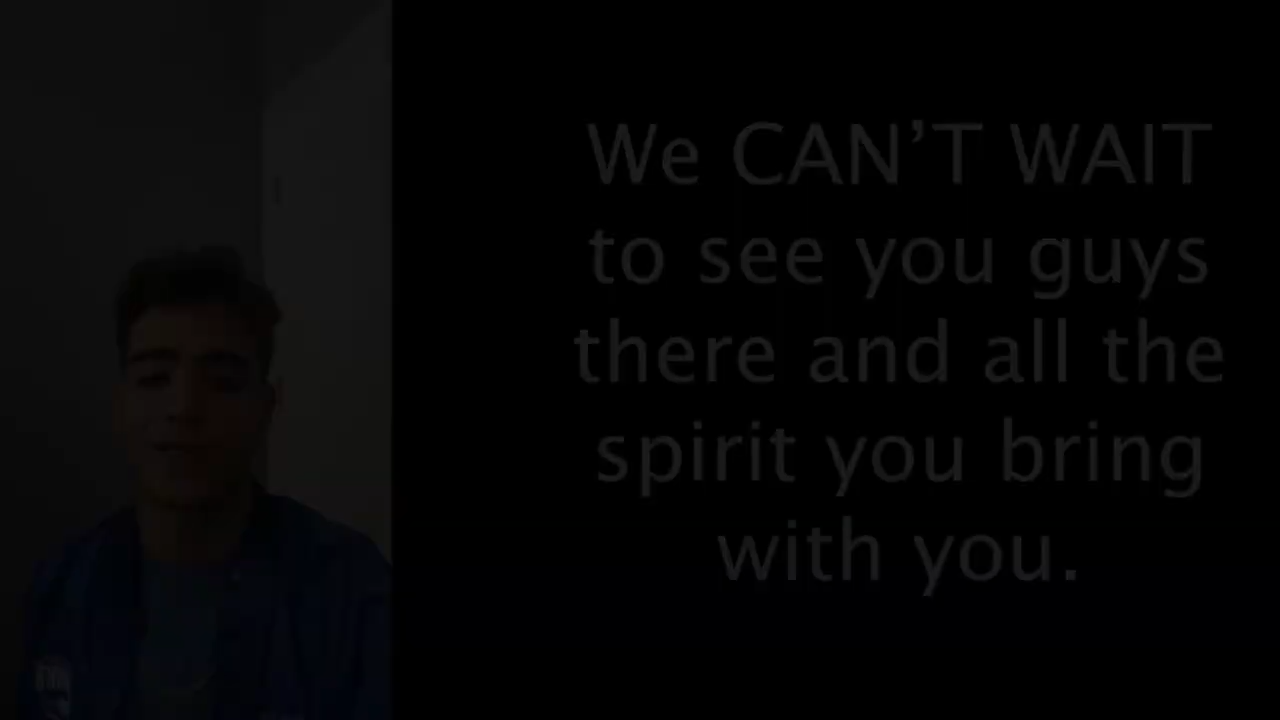 We CAN’T WAIT
to see you guys
there and all the
spirit you bring
with you.